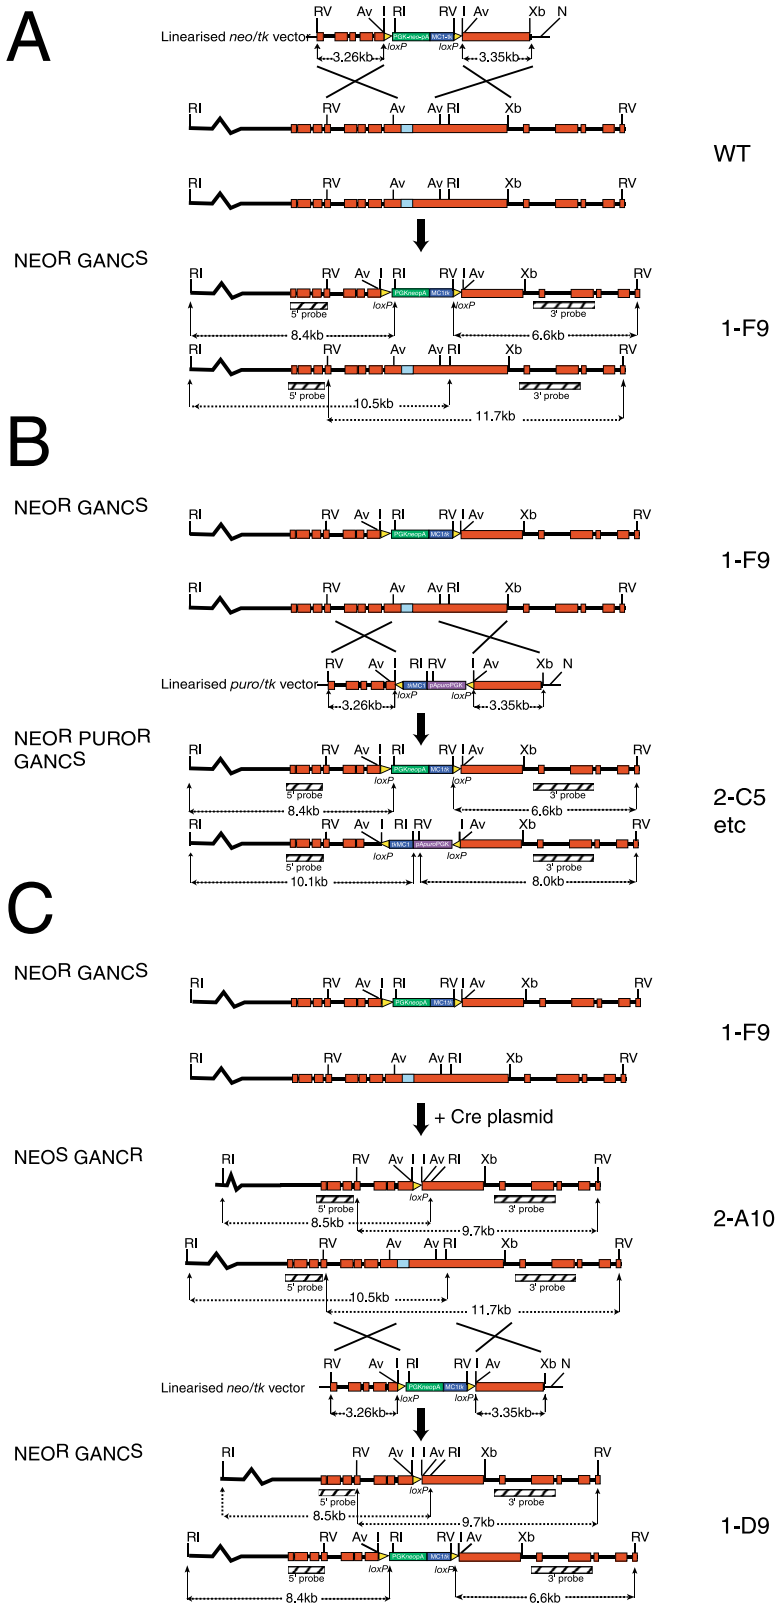 A
RV Av I RI I Av Xb N
Linearised neo/tk vector
PGK-neo-pA MC1-tk
loxP loxP
3.26kb 3.35kb
RI RV Av Av RI Xb RV
WT
RI RV Av Av RI Xb RV
NEOR GANCS
RI RV Av I RI RV I Av Xb RV
PGKneopA MC1tk
loxP loxP
5' probe 3' probe
8.4kb 6.6kb
1-F9
RI RV Av Av RI Xb RV
5' probe 3' probe
10.5kb
11.7kb
B
NEOR GANCS
RI RV Av I RI RV I Av Xb RV
PGKneopA MC1tk
1-F9
RI RV Av Av RI Xb RV
RV Av I RI RV I Av Xb N
Linearised puro/tk vector
tkMC1 pApuroPGK
loxP loxP
3.26kb 3.35kb
NEOR PUROR
GANCS
RI RV Av I RI RV I Av Xb RV
PGKneopA MC1tk
loxP loxP
5' probe 3' probe
8.4kb 6.6kb
2-C5
etc
RI RV Av I RI RV I Av Xb RV
tkMC1 pApuroPGK
loxP loxP
5' probe 3' probe
10.1kb 8.0kb
C
NEOR GANCS
RI RV Av I RI RV I Av Xb RV
PGKneopA MC1tk
1-F9
RI RV Av Av RI Xb RV
+ Cre plasmid
NEOS GANCR
RI RV Av I I Av RI Xb RV
loxP
5' probe 3' probe
8.5kb
9.7kb
2-A10
RI RV Av Av RI Xb RV
5' probe 3' probe
10.5kb
11.7kb
RV Av I RI RV I Av Xb N
Linearised neo/tk vector
PGKneopA MC1tk
loxP loxP
3.26kb 3.35kb
NEOR GANCS
RI RV Av I I Av RI Xb RV
loxP
5' probe 3' probe
8.5kb
9.7kb
1-D9
RI RV Av I RI RV I Av Xb RV
PGKneopA MC1tk
loxP loxP
5' probe 3' probe
8.4kb 6.6kb